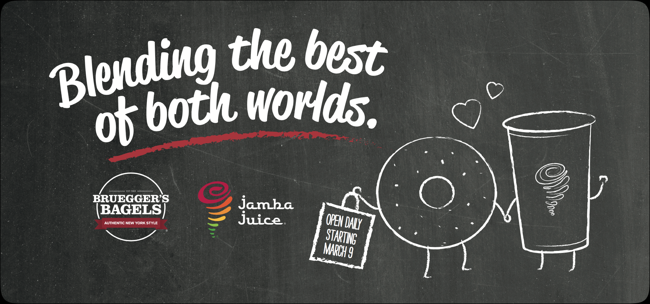 Blending the best
of both worlds.
BRUEGGER'S
BAGELS
AUTHENTIC NEW YORK STYLE
jamba
juice
OPEN DAILY
STARTING
MARCH 9